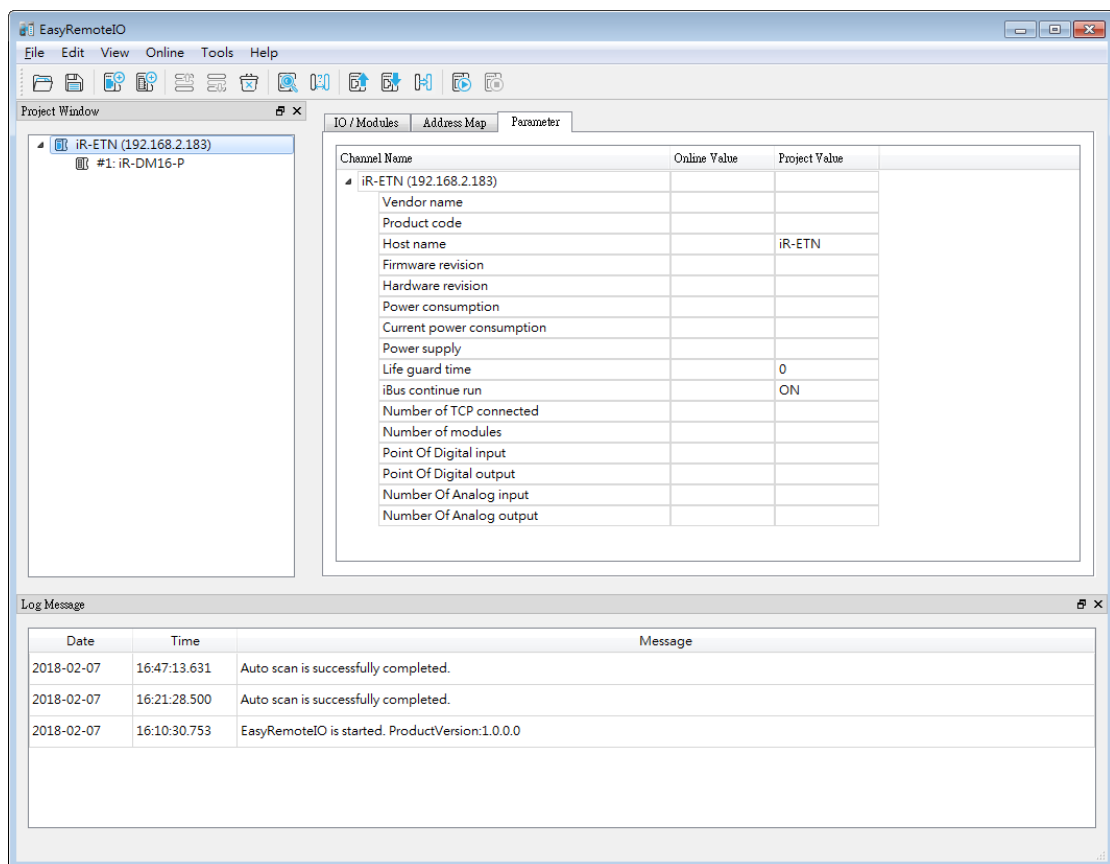 EasyRemoteIO
File Edit View Online Tools Help
Project Window
iR-ETN (192.168.2.183)
#1: iR-DM16-P
IO / Modules Address Map Parameter
Channel Name Online Value Project Value
iR-ETN (192.168.2.183)
Vendor name
Product code
Host name iR-ETN
Firmware revision
Hardware revision
Power consumption
Current power consumption
Power supply
Life guard time 0
iBus continue run ON
Number of TCP connected
Number of modules
Point Of Digital input
Point Of Digital output
Number Of Analog input
Number Of Analog output
Log Message
Date Time Message
2018-02-07 16:47:13.631 Auto scan is successfully completed.
2018-02-07 16:21:28.500 Auto scan is successfully completed.
2018-02-07 16:10:30.753 EasyRemoteIO is started. ProductVersion:1.0.0.0